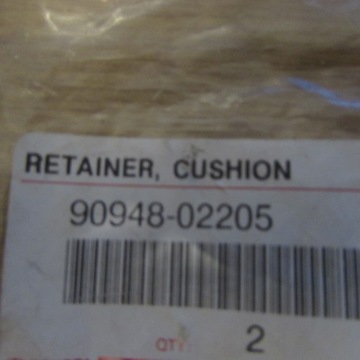 RETAINER, CUSHION
90948-02205
QTY: 2